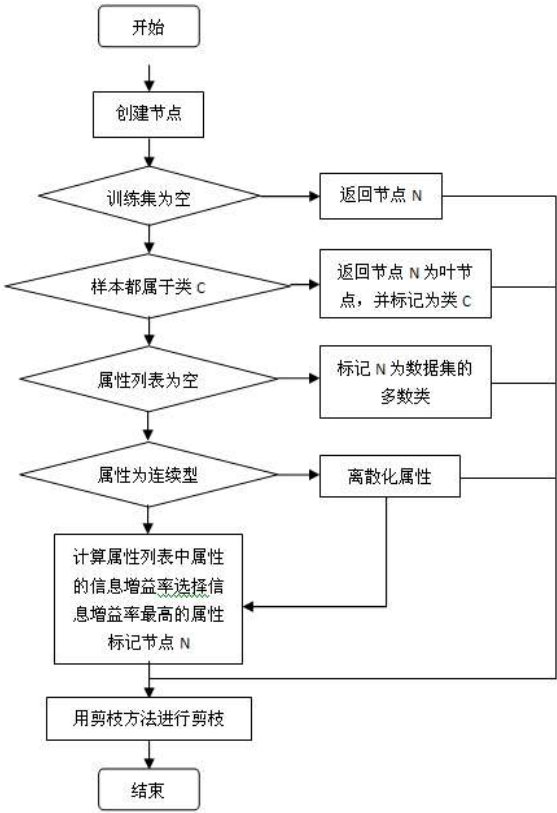 开始
创建节点
训练集为空
返回节点 N
样本都属于类 C
返回节点 N 为叶节
点，并标记为类 C
属性列表为空
标记 N 为数据集的
多数类
属性为连续型
离散化属性
计算属性列表中属性
的信息增益率选择信
息增益率最高的属性
标记节点 N
用剪枝方法进行剪枝
结束